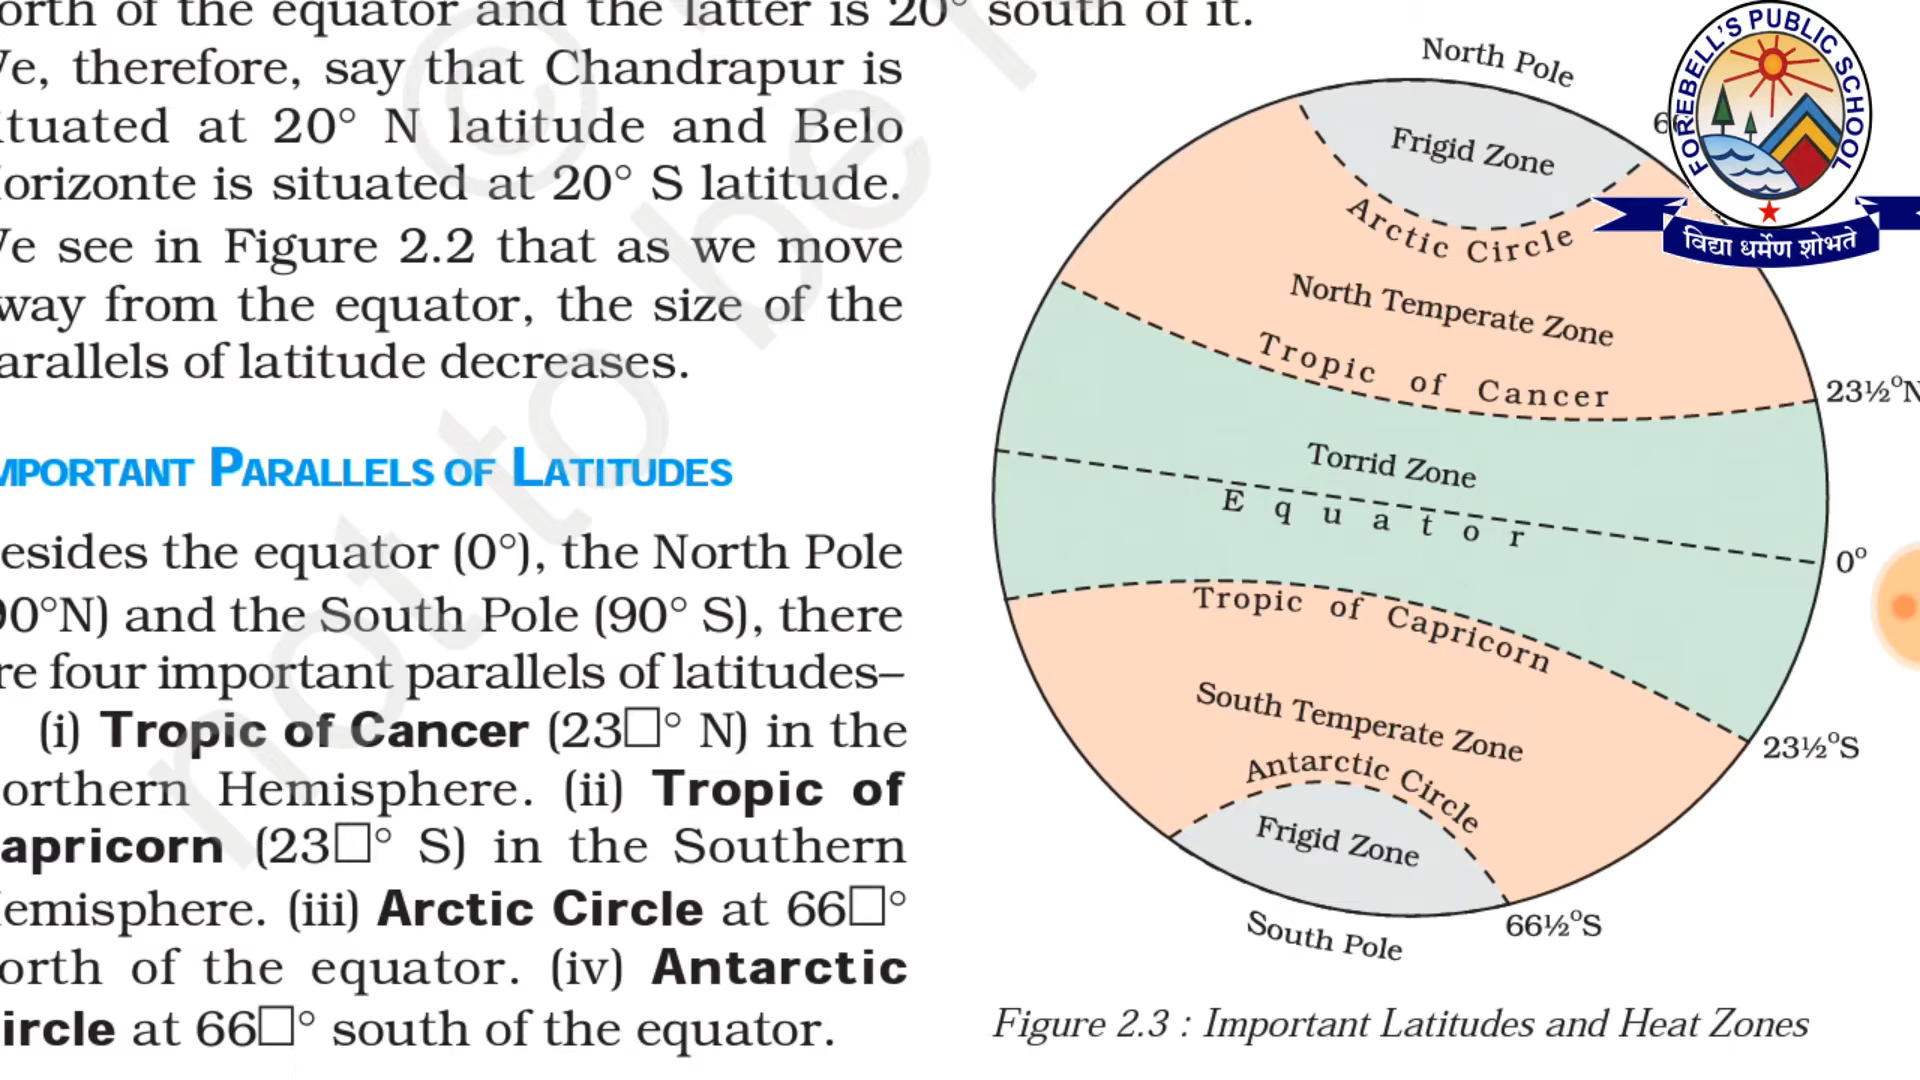 orth of the equator and the latter is 20° south of it.
We, therefore, say that Chandrapur is
ituated at 20° N latitude and Belo
orizonte is situated at 20° S latitude.
We see in Figure 2.2 that as we move
way from the equator, the size of the
arallels of latitude decreases.
MPORTANT PARALLELS OF LATITUDES
esides the equator (0°), the North Pole
90°N) and the South Pole (90° S), there
re four important parallels of latitudes–
(i) Tropic of Cancer (23□° N) in the
orthern Hemisphere. (ii) Tropic of
apricorn (23□° S) in the Southern
emisphere. (iii) Arctic Circle at 66□°
orth of the equator. (iv) Antarctic
ircle at 66□° south of the equator.
not to be
©
North Pole
Frigid Zone
Arctic Circle
North Temperate Zone
Tropic of Cancer
23½°N
Torrid Zone
Equator
0°
Tropic of Capricorn
23½°S
South Temperate Zone
Antarctic Circle
Frigid Zone
66½°S
South Pole
Figure 2.3 : Important Latitudes and Heat Zones
FOREBELL'S PUBLIC SCHOOL
विद्या धर्मेण शोभते